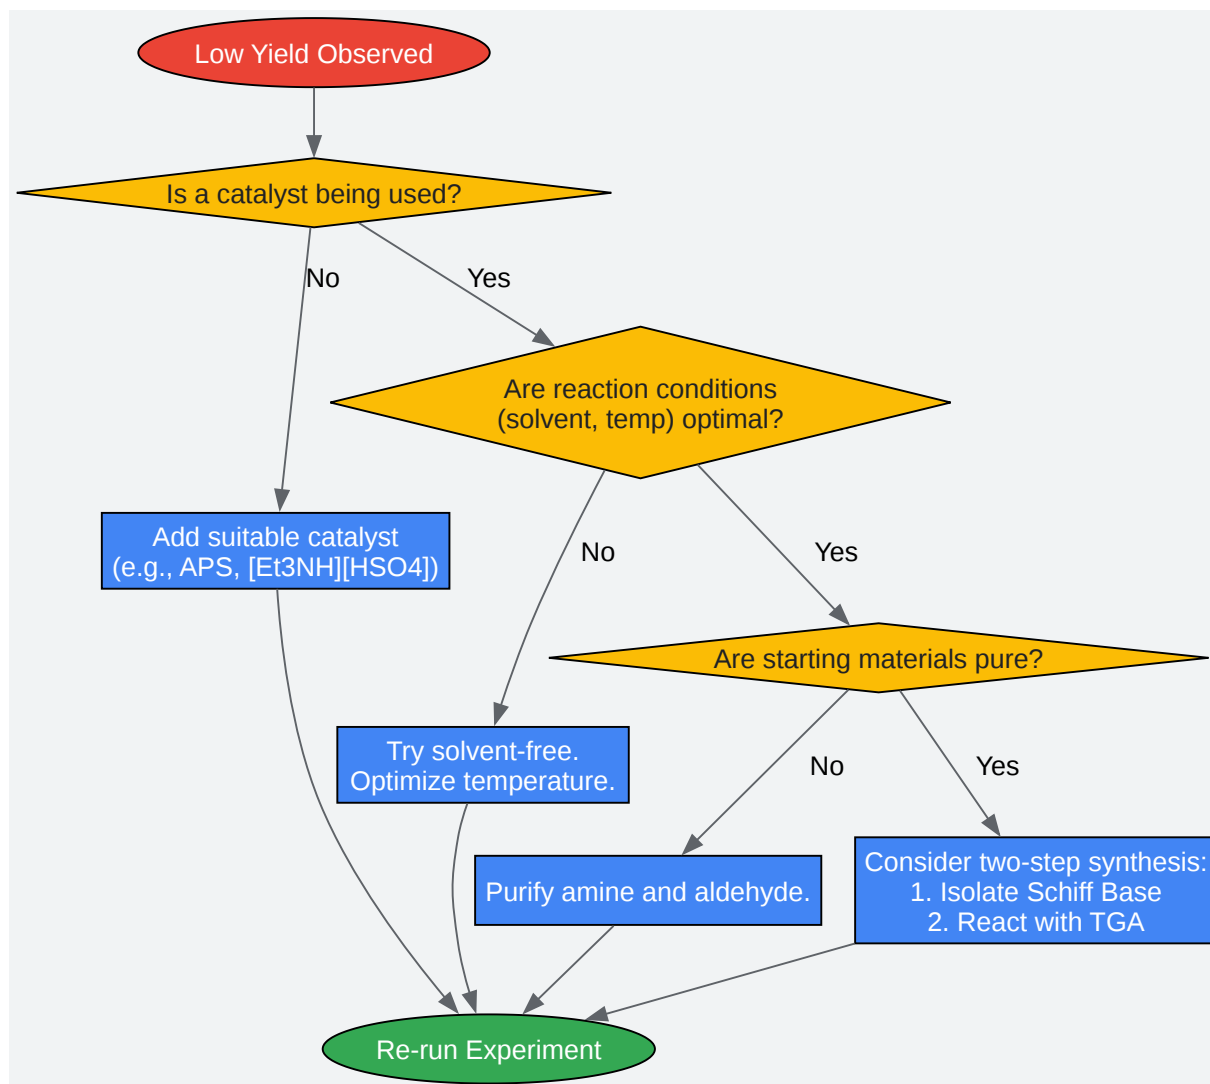 Low Yield Observed
Is a catalyst being used?
No
Yes
Are reaction conditions
(solvent, temp) optimal?
Add suitable catalyst
(e.g., APS, [Et3NH][HSO4])
No
Yes
Are starting materials pure?
Try solvent-free.
Optimize temperature.
No
Yes
Purify amine and aldehyde.
Consider two-step synthesis:
1. Isolate Schiff Base
2. React with TGA
Re-run Experiment